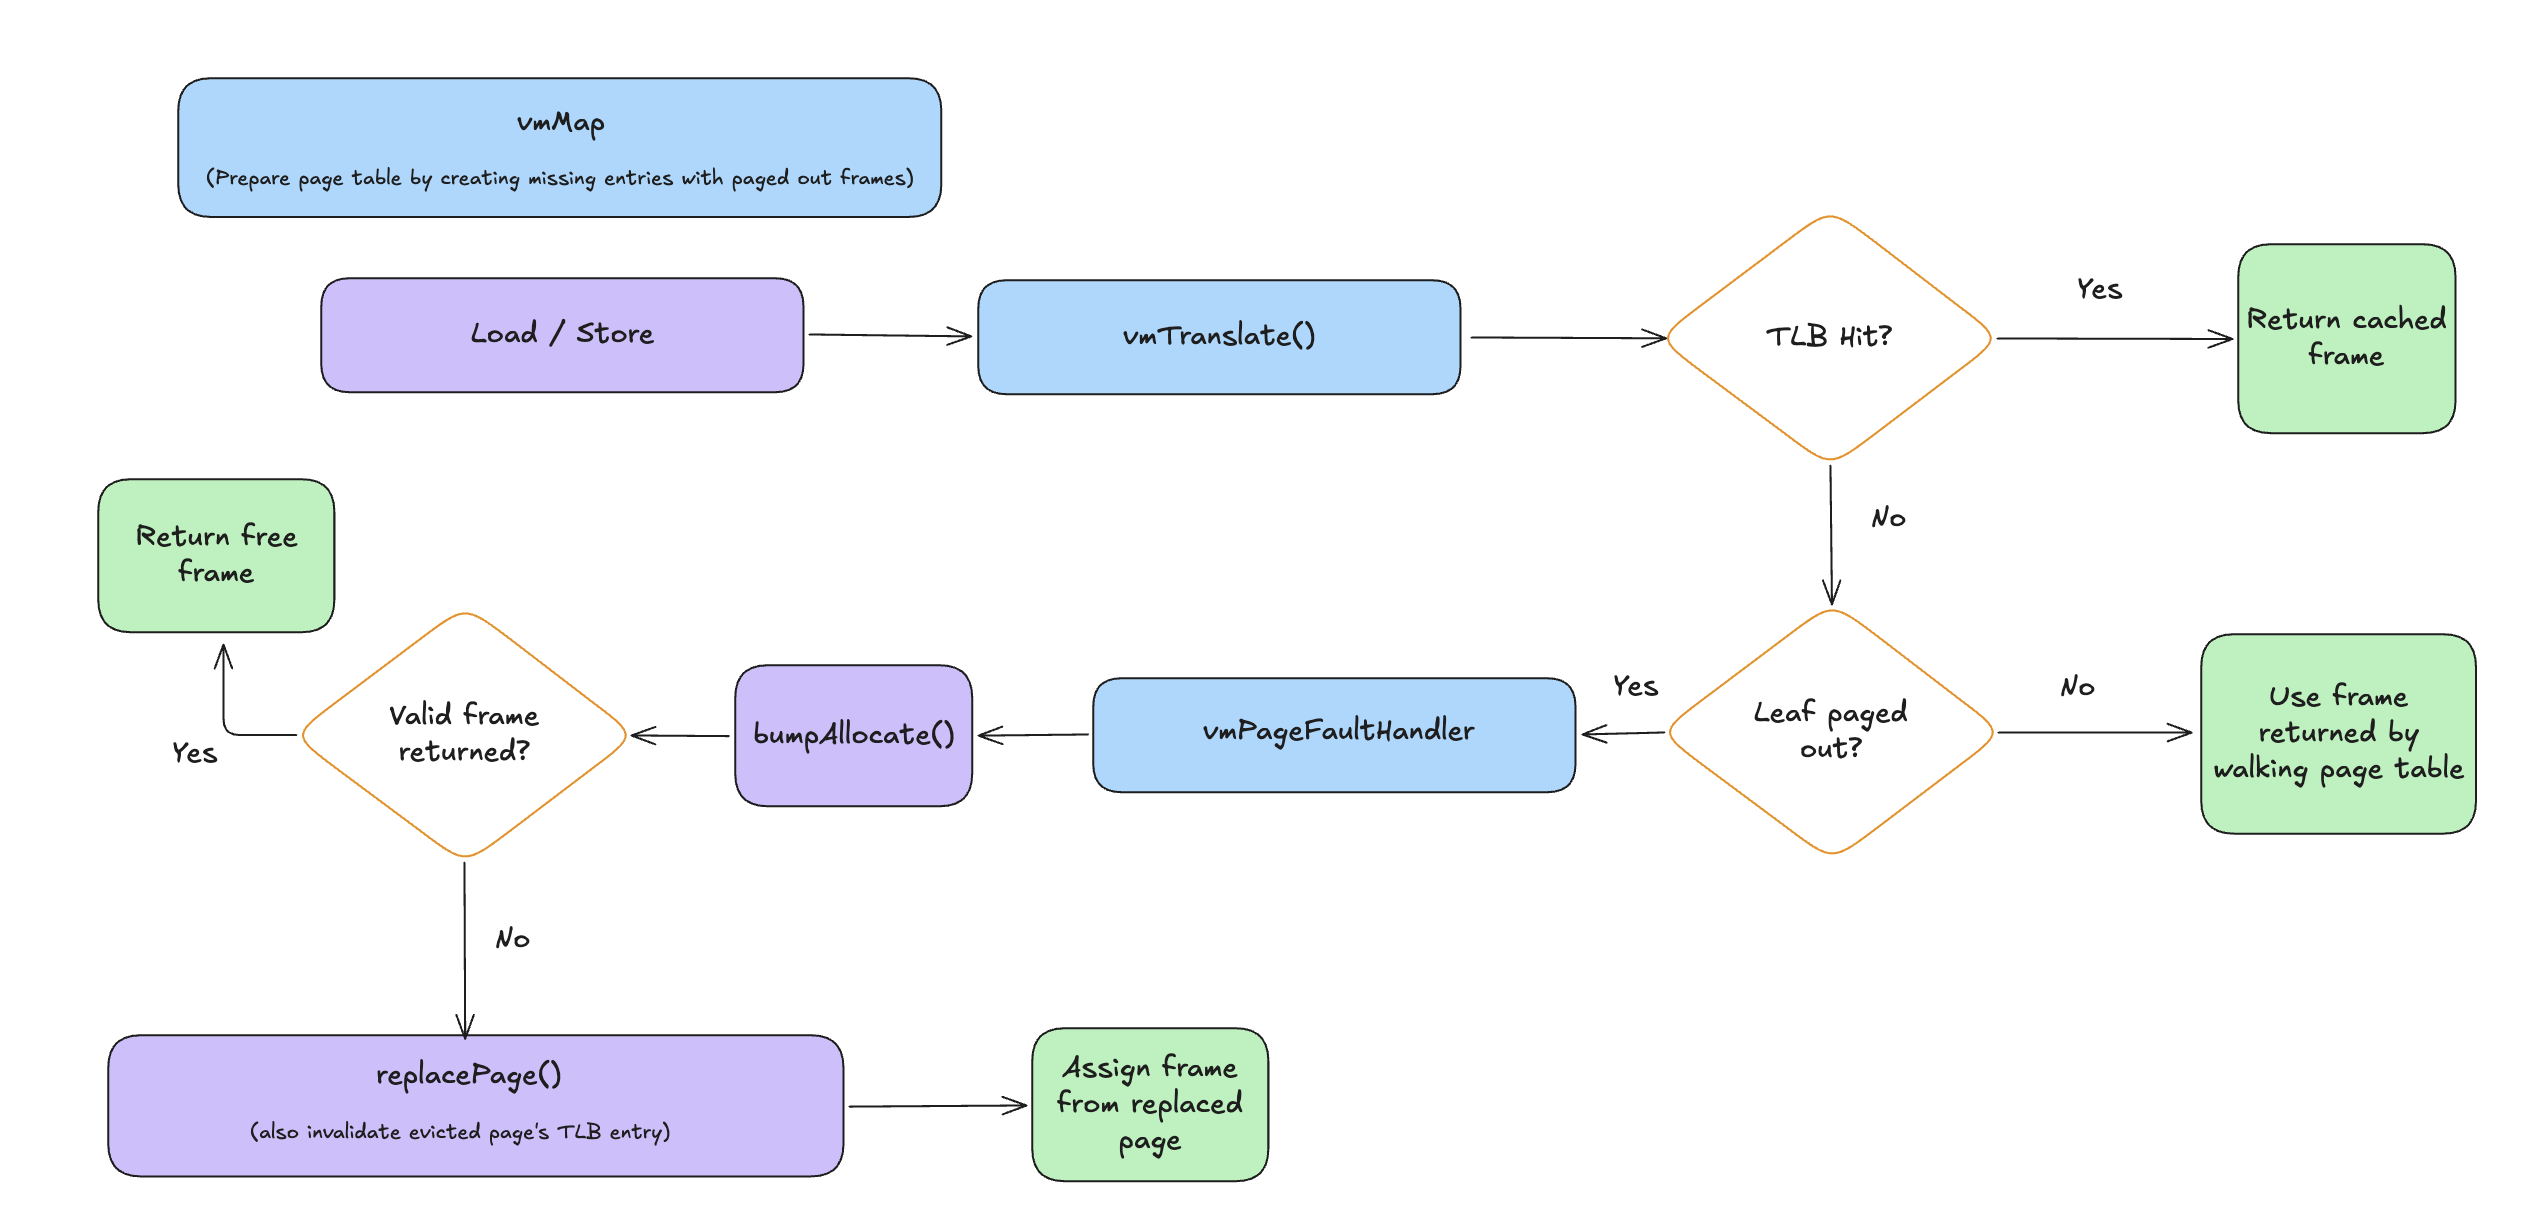 vmMap
(Prepare page table by creating missing entries with paged out frames)
Load / Store
vmTranslate()
TLB Hit?
Yes
Return cached
frame
No
Return free
frame
Yes
Valid frame
returned?
bumpAllocate()
vmPageFaultHandler
Yes
Leaf paged
out?
No
Use frame
returned by
walking page table
No
replacePage()
(also invalidate evicted page's TLB entry)
Assign frame
from replaced
page